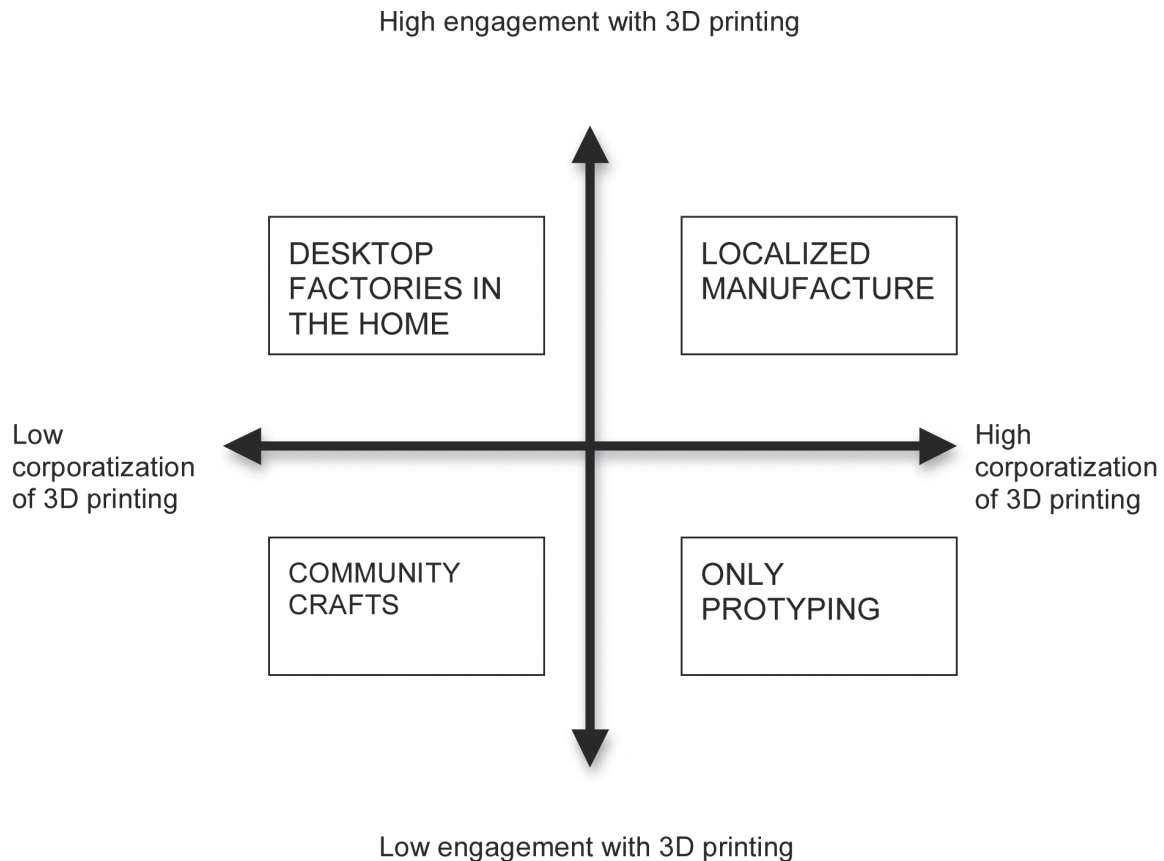 High engagement with 3D printing
DESKTOP
FACTORIES IN
THE HOME
LOCALIZED
MANUFACTURE
Low
corporatization
of 3D printing
High
corporatization
of 3D printing
COMMUNITY
CRAFTS
ONLY
PROTYPING
Low engagement with 3D printing